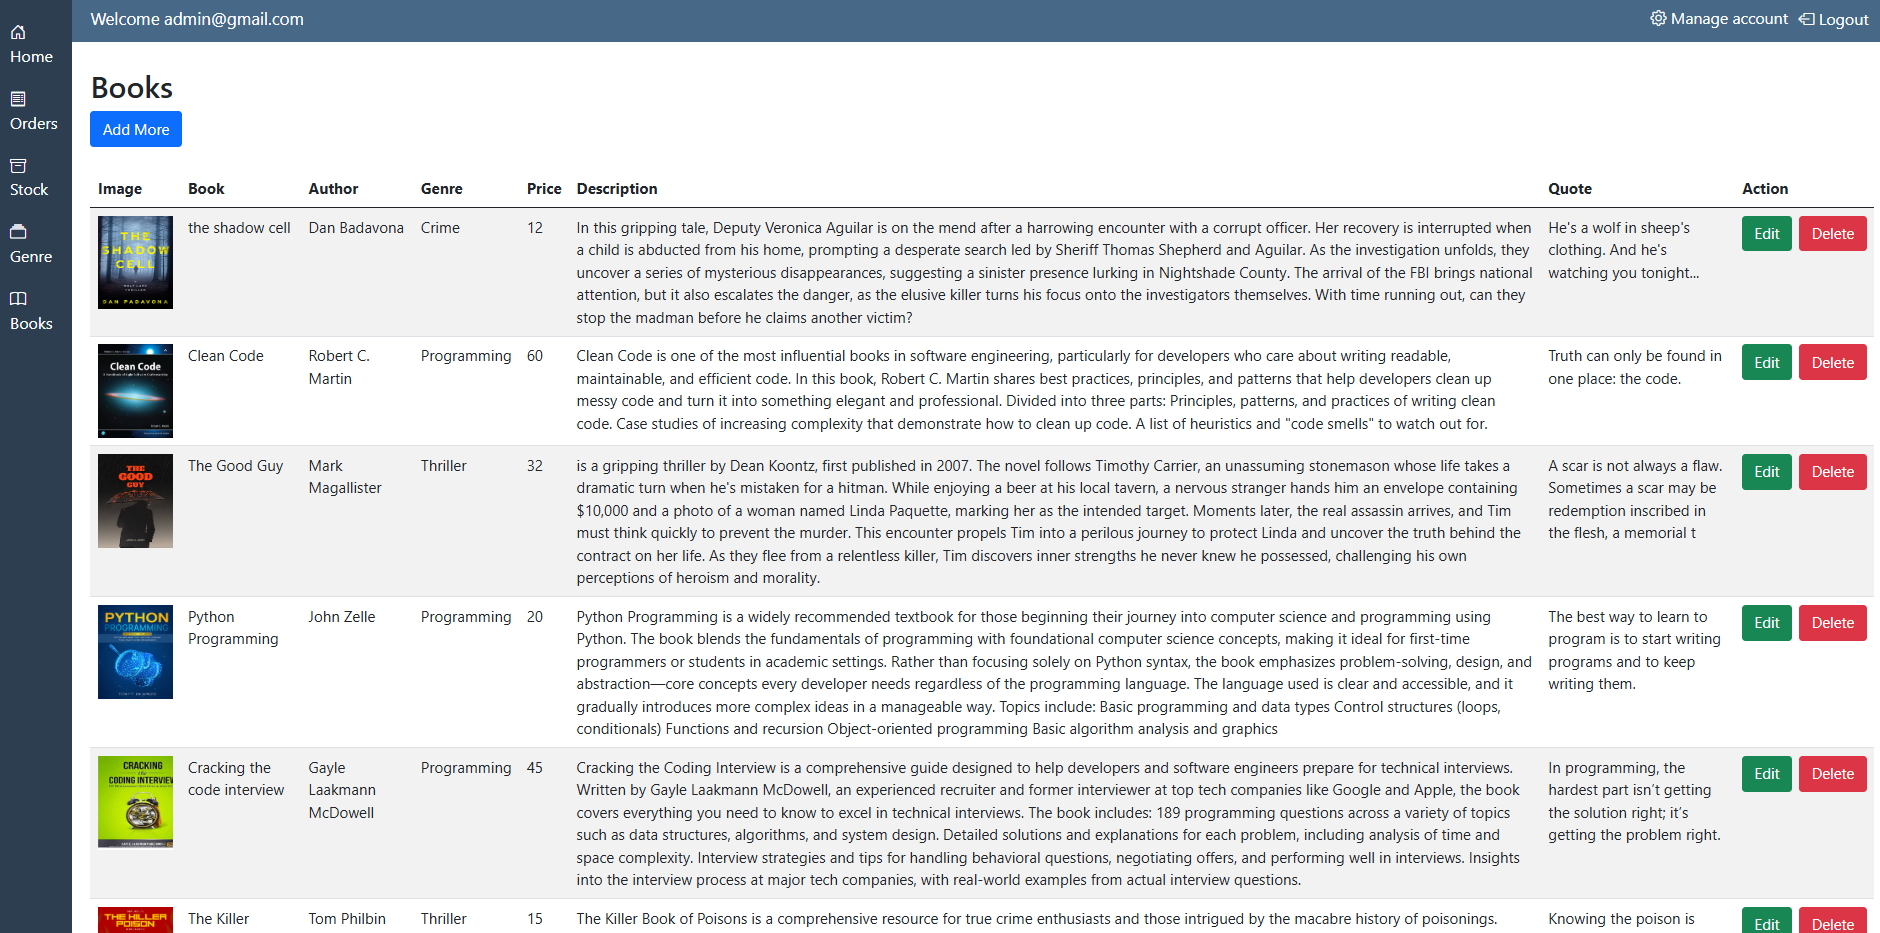 Welcome admin@gmail.com
Manage account
Logout
Home
Orders
Stock
Genre
Books
Books
Add More
Image Book Author Genre Price Description Quote Action
THE
SHADOW
CELL
DAN PADAVONA
the shadow cell
Dan Badavona
Crime
12
In this gripping tale, Deputy Veronica Aguilar is on the mend after a harrowing encounter with a corrupt officer. Her recovery is interrupted when
a child is abducted from his home, prompting a desperate search led by Sheriff Thomas Shepherd and Aguilar. As the investigation unfolds, they
uncover a series of mysterious disappearances, suggesting a sinister presence lurking in Nightshade County. The arrival of the FBI brings national
attention, but it also escalates the danger, as the elusive killer turns his focus onto the investigators themselves. With time running out, can they
stop the madman before he claims another victim?
He's a wolf in sheep's
clothing. And he's
watching you tonight...
Edit
Delete
Clean Code
Clean Code
Robert C.
Martin
Programming
60
Clean Code is one of the most influential books in software engineering, particularly for developers who care about writing readable,
maintainable, and efficient code. In this book, Robert C. Martin shares best practices, principles, and patterns that help developers clean up
messy code and turn it into something elegant and professional. Divided into three parts: Principles, patterns, and practices of writing clean
code. Case studies of increasing complexity that demonstrate how to clean up code. A list of heuristics and "code smells" to watch out for.
Truth can only be found in
one place: the code.
Edit
Delete
THE
GOOD
GUY
The Good Guy
Mark
Magallister
Thriller
32
is a gripping thriller by Dean Koontz, first published in 2007. The novel follows Timothy Carrier, an unassuming stonemason whose life takes a
dramatic turn when he's mistaken for a hitman. While enjoying a beer at his local tavern, a nervous stranger hands him an envelope containing
$10,000 and a photo of a woman named Linda Paquette, marking her as the intended target. Moments later, the real assassin arrives, and Tim
must think quickly to prevent the murder. This encounter propels Tim into a perilous journey to protect Linda and uncover the truth behind the
contract on her life. As they flee from a relentless killer, Tim discovers inner strengths he never knew he possessed, challenging his own
perceptions of heroism and morality.
A scar is not always a flaw.
Sometimes a scar may be
redemption inscribed in
the flesh, a memorial t
Edit
Delete
PYTHON
PROGRAMMING
Python
Programming
John Zelle
Programming
20
Python Programming is a widely recommended textbook for those beginning their journey into computer science and programming using
Python. The book blends the fundamentals of programming with foundational computer science concepts, making it ideal for first-time
programmers or students in academic settings. Rather than focusing solely on Python syntax, the book emphasizes problem-solving, design, and
abstraction—core concepts every developer needs regardless of the programming language. The language used is clear and accessible, and it
gradually introduces more complex ideas in a manageable way. Topics include: Basic programming and data types Control structures (loops,
conditionals) Functions and recursion Object-oriented programming Basic algorithm analysis and graphics
The best way to learn to
program is to start writing
programs and to keep
writing them.
Edit
Delete
CRACKING
the
CODING INTERVIEW
Cracking the
code interview
Gayle
Laakmann
McDowell
Programming
45
Cracking the Coding Interview is a comprehensive guide designed to help developers and software engineers prepare for technical interviews.
Written by Gayle Laakmann McDowell, an experienced recruiter and former interviewer at top tech companies like Google and Apple, the book
covers everything you need to know to excel in technical interviews. The book includes: 189 programming questions across a variety of topics
such as data structures, algorithms, and system design. Detailed solutions and explanations for each problem, including analysis of time and
space complexity. Interview strategies and tips for handling behavioral questions, negotiating offers, and performing well in interviews. Insights
into the interview process at major tech companies, with real-world examples from actual interview questions.
In programming, the
hardest part isn’t getting
the solution right; it’s
getting the problem right.
Edit
Delete
THE KILLER
POISON
The Killer
Tom Philbin
Thriller
15
The Killer Book of Poisons is a comprehensive resource for true crime enthusiasts and those intrigued by the macabre history of poisonings.
Knowing the poison is
Edit
Delete